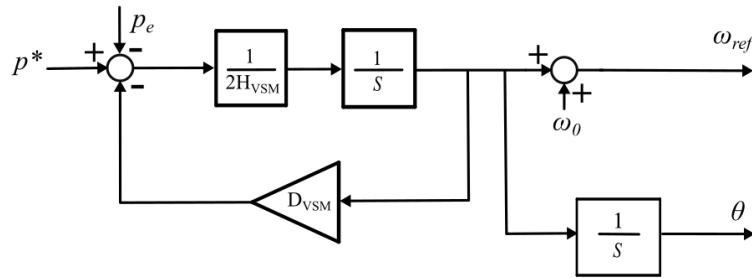 p_e
p*
+
-
-
1
2H_VSM
1
S
+
+
ω_0
ω_ref
D_VSM
1
S
θ